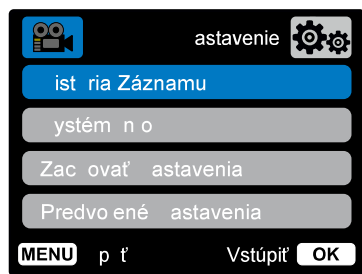 astavenie
ist ria Záznamu
ystém n o
Zac ovať astavenia
Predvo ené astavenia
MENU p ť Vstúpiť OK